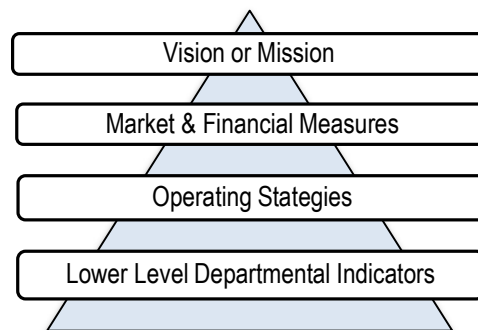 Vision or Mission
Market & Financial Measures
Operating Stategies
Lower Level Departmental Indicators